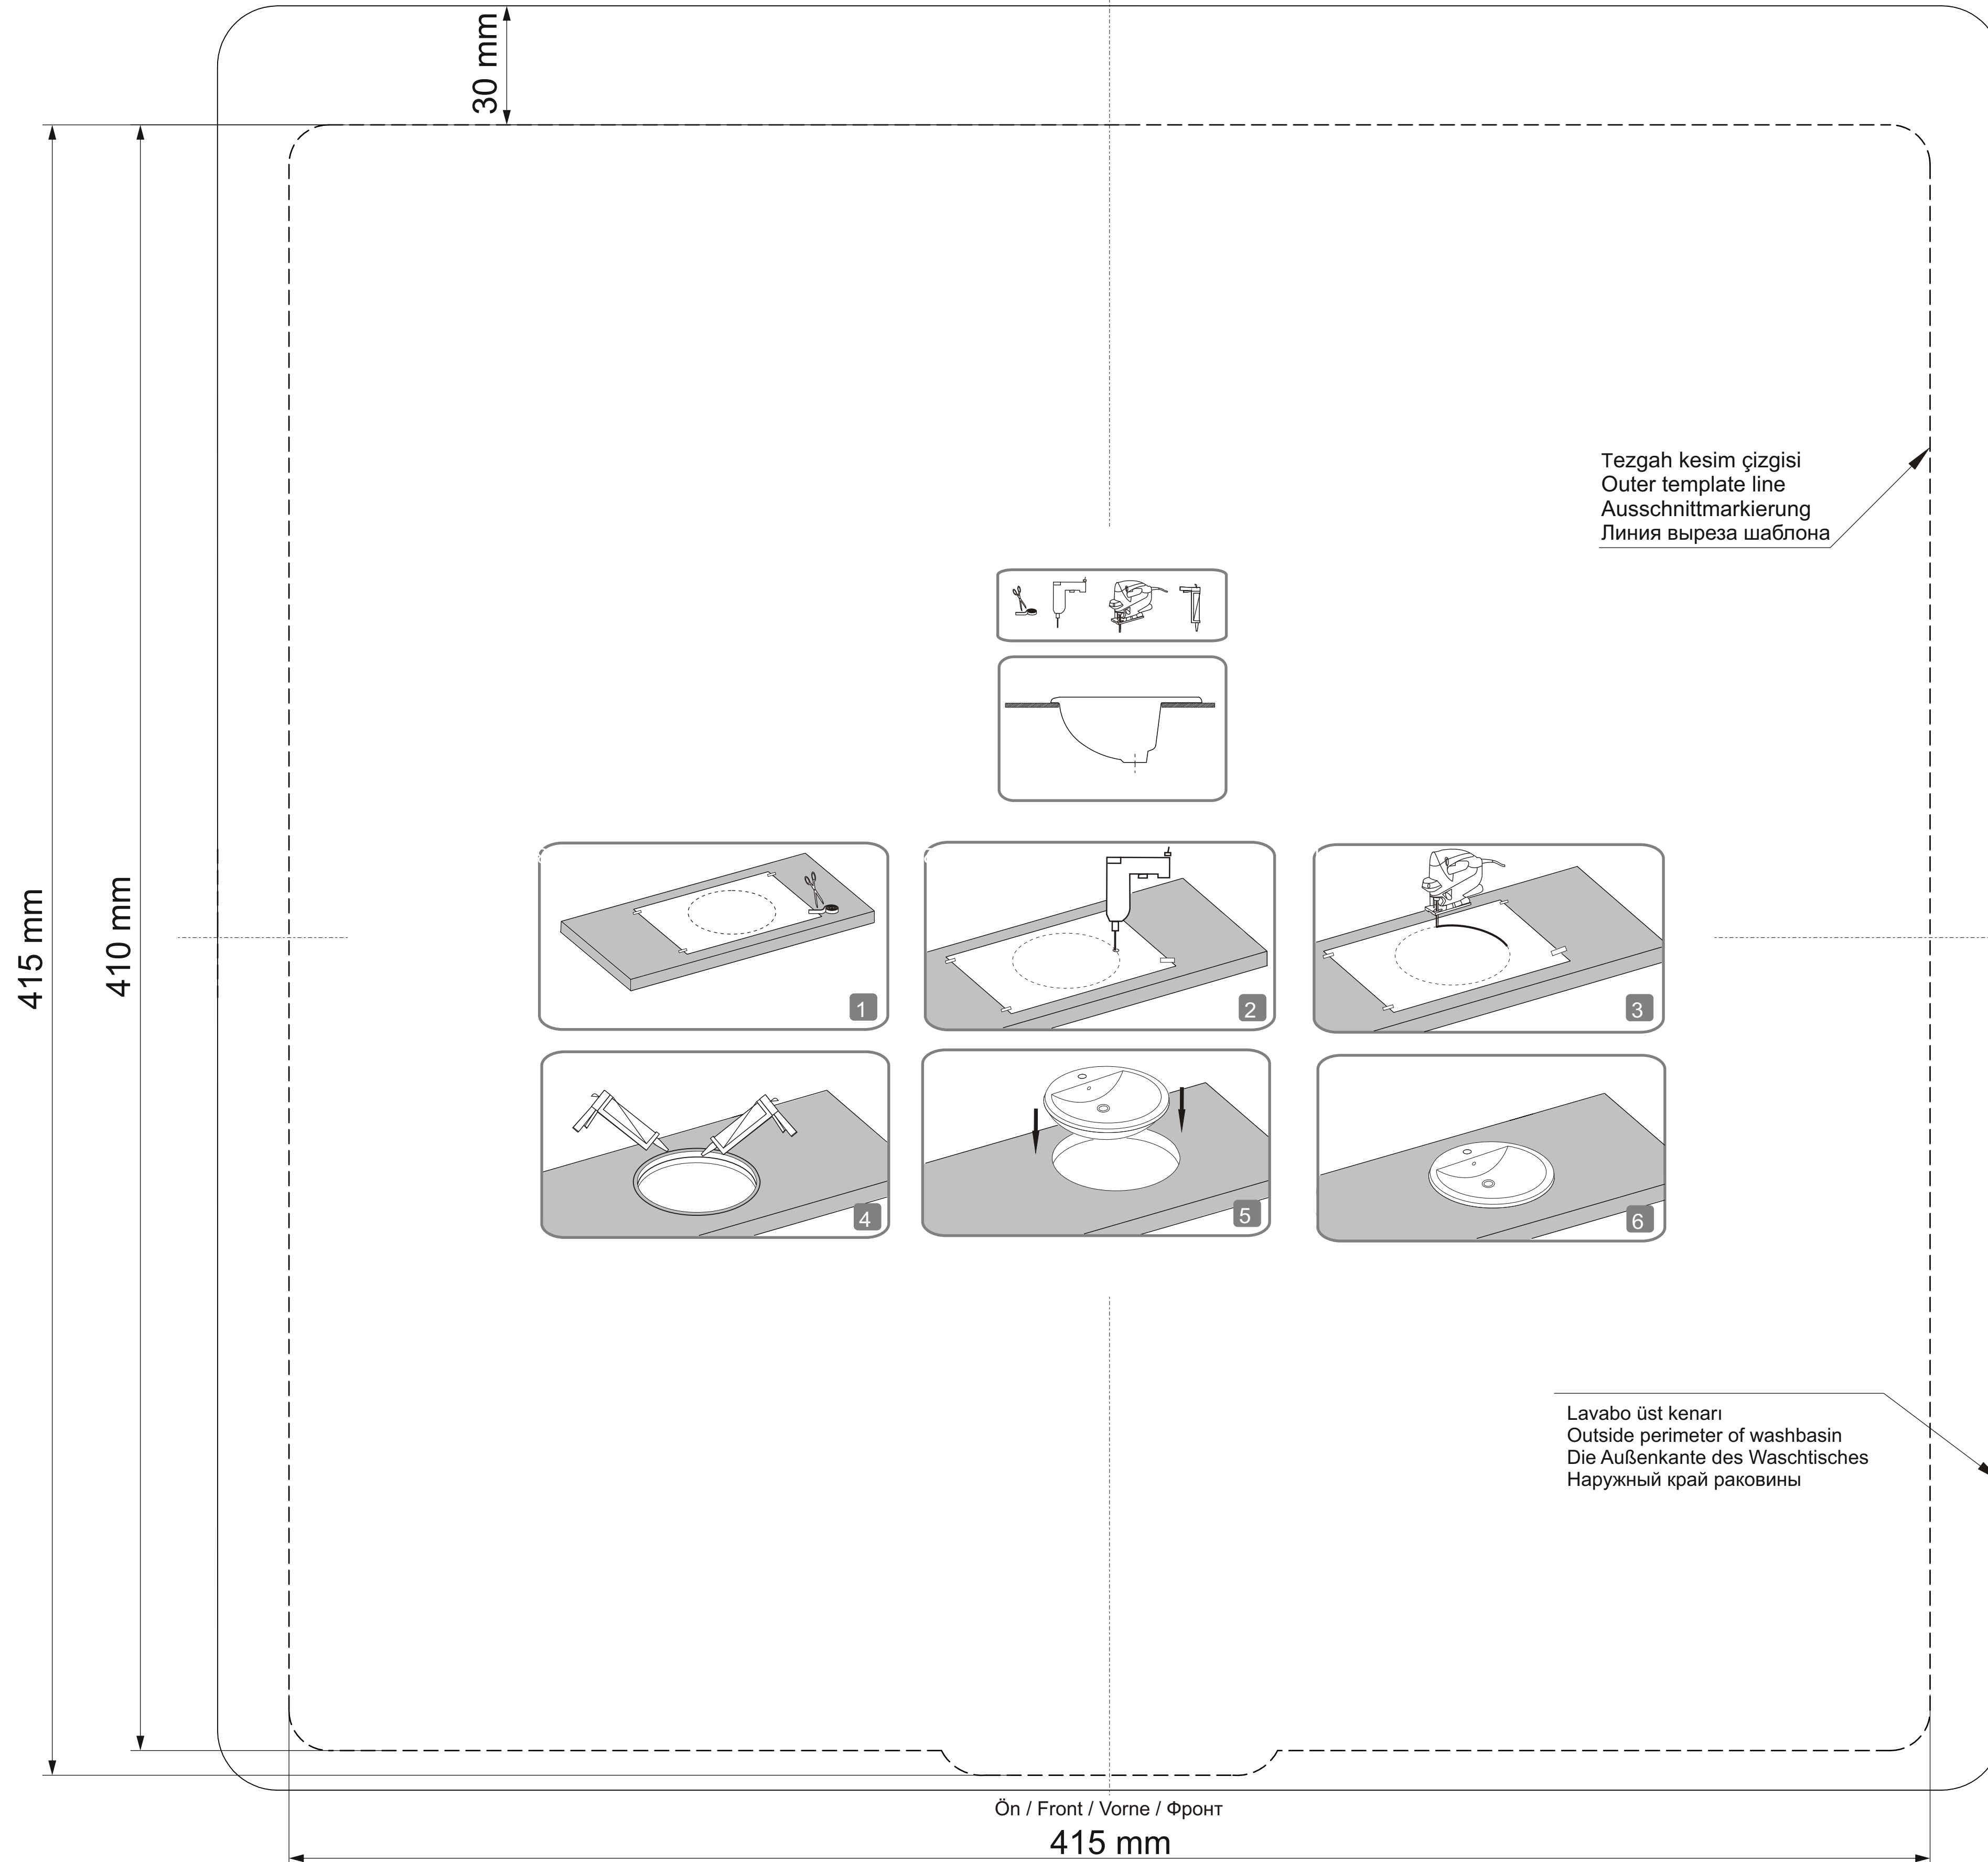 30 mm
415 mm
410 mm
Tezgah kesim çizgisi
Outer template line
Ausschnittmarkierung
Линия выреза шаблона
1
2
3
4
5
6
Lavabo üst kenarı
Outside perimeter of washbasin
Die Außenkante des Waschtisches
Наружный край раковины
Ön / Front / Vorne / Фронт
415 mm